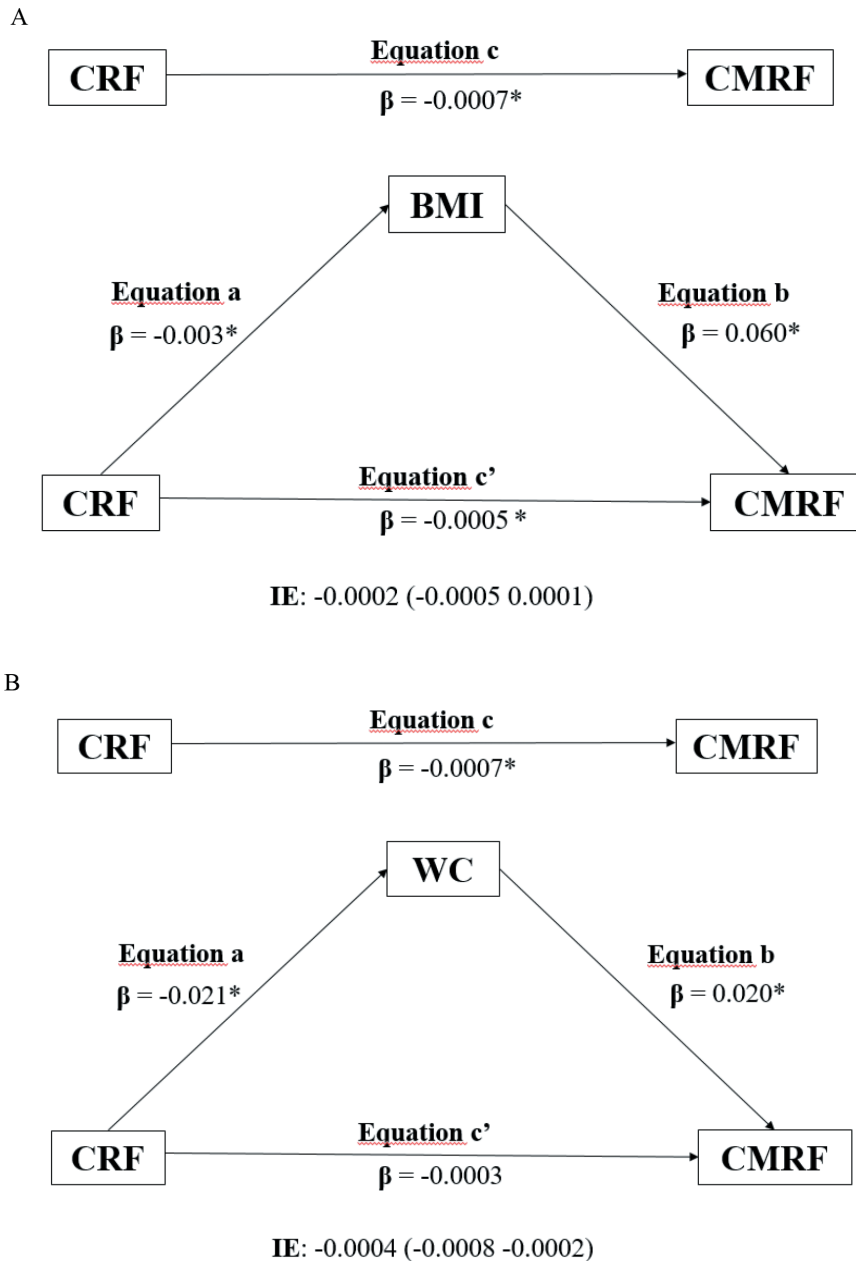 A
Equation c
CRF
CMRF
β = -0.0007*
BMI
Equation a
Equation b
β = -0.003*
β = 0.060*
Equation c’
CRF
CMRF
β = -0.0005 *
IE: -0.0002 (-0.0005 0.0001)
B
Equation c
CRF
CMRF
β = -0.0007*
WC
Equation a
Equation b
β = -0.021*
β = 0.020*
Equation c’
CRF
CMRF
β = -0.0003
IE: -0.0004 (-0.0008 -0.0002)